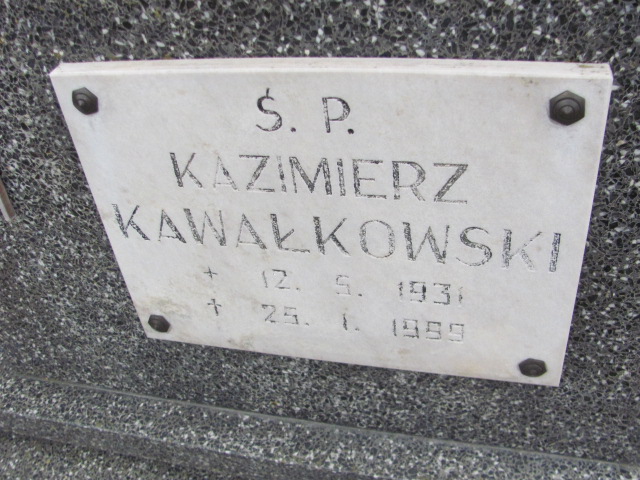 Ś. P.
KAZIMIERZ
KAWAŁKOWSKI
+ 12. 5. 1931
+ 25. 1. 1989